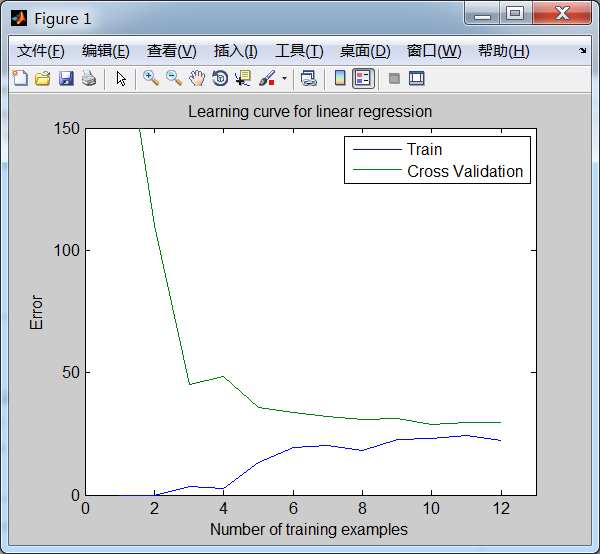 Figure 1
文件(F) 编辑(E) 查看(V) 插入(I) 工具(T) 桌面(D) 窗口(W) 帮助(H)
Learning curve for linear regression
150
100
50
0
Error
Train
Cross Validation
0 2 4 6 8 10 12
Number of training examples